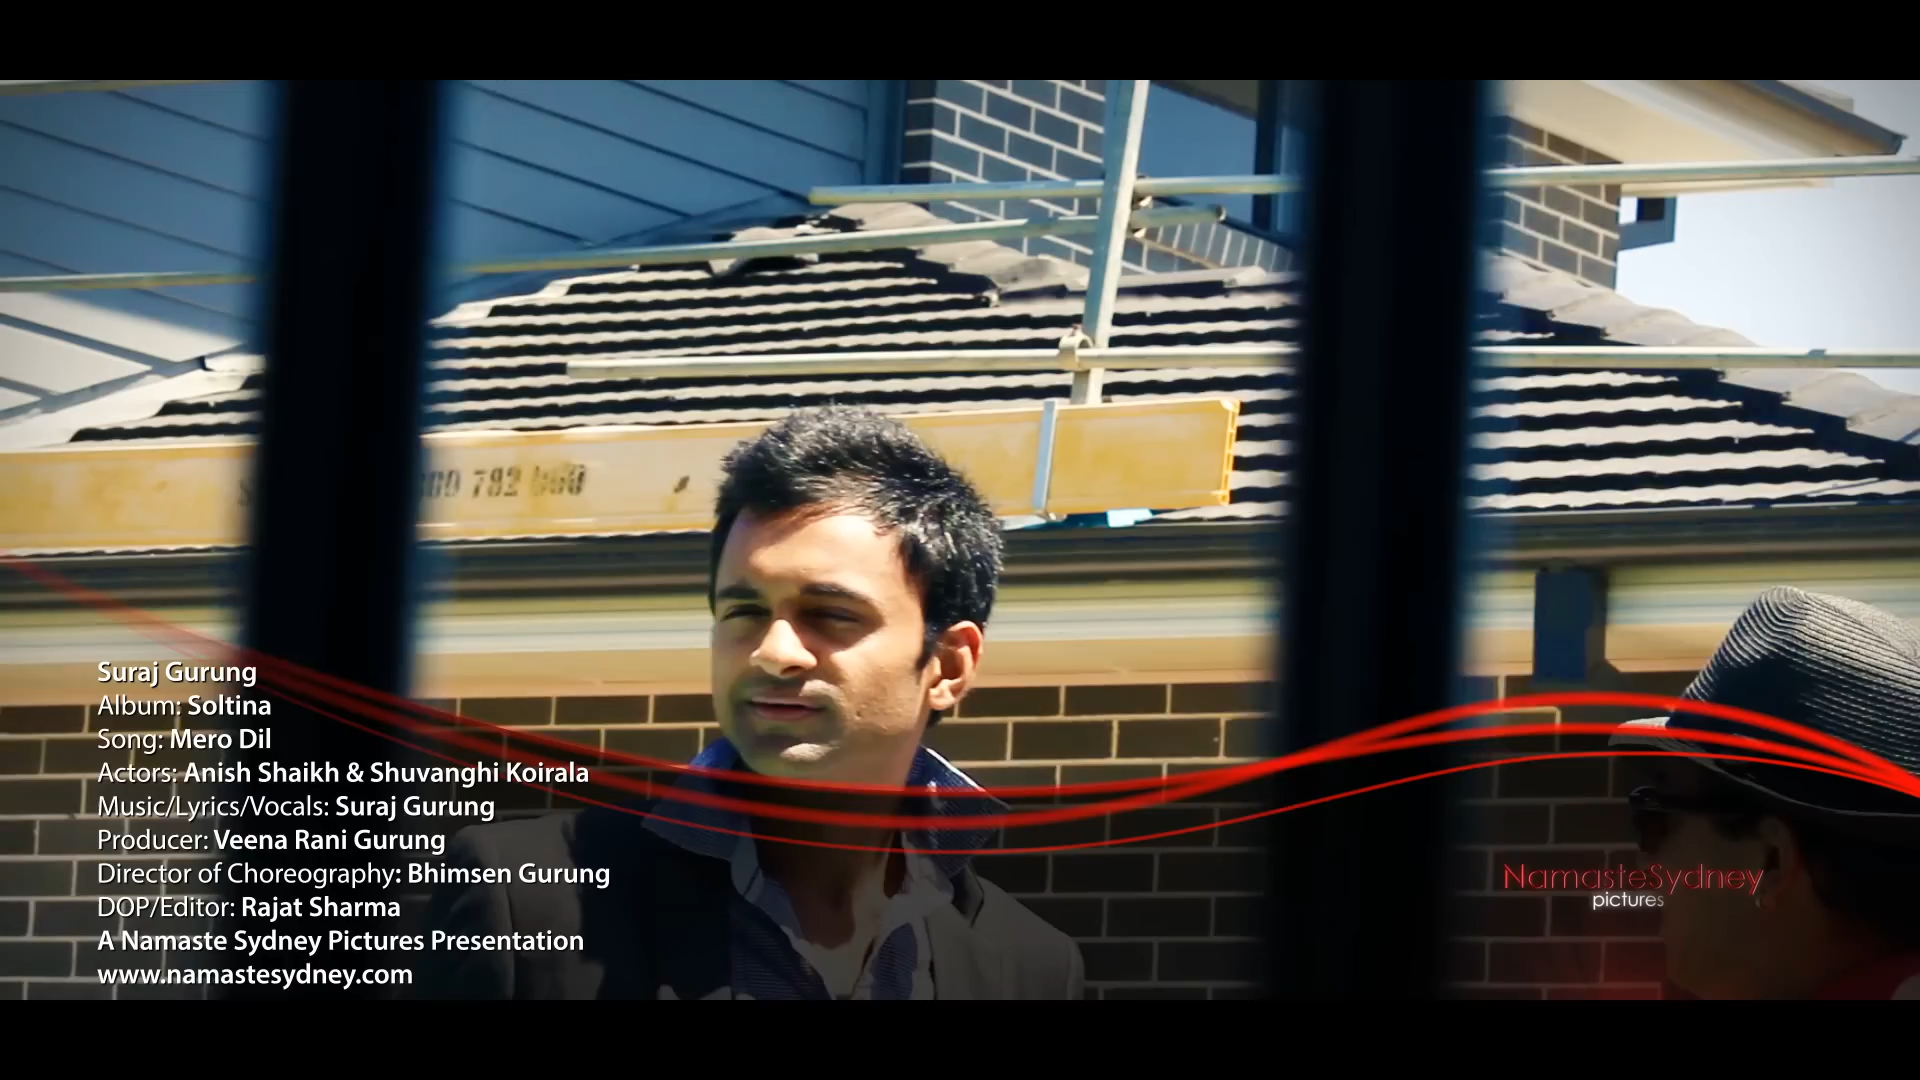 782
Suraj Gurung
Album: Soltina
Song: Mero Dil
Actors: Anish Shaikh & Shuvanghi Koirala
Music/Lyrics/Vocals: Suraj Gurung
Producer: Veena Rani Gurung
Director of Choreography: Bhimsen Gurung
DOP/Editor: Rajat Sharma
A Namaste Sydney Pictures Presentation
www.namastesydney.com
NamasteSydney
pictures